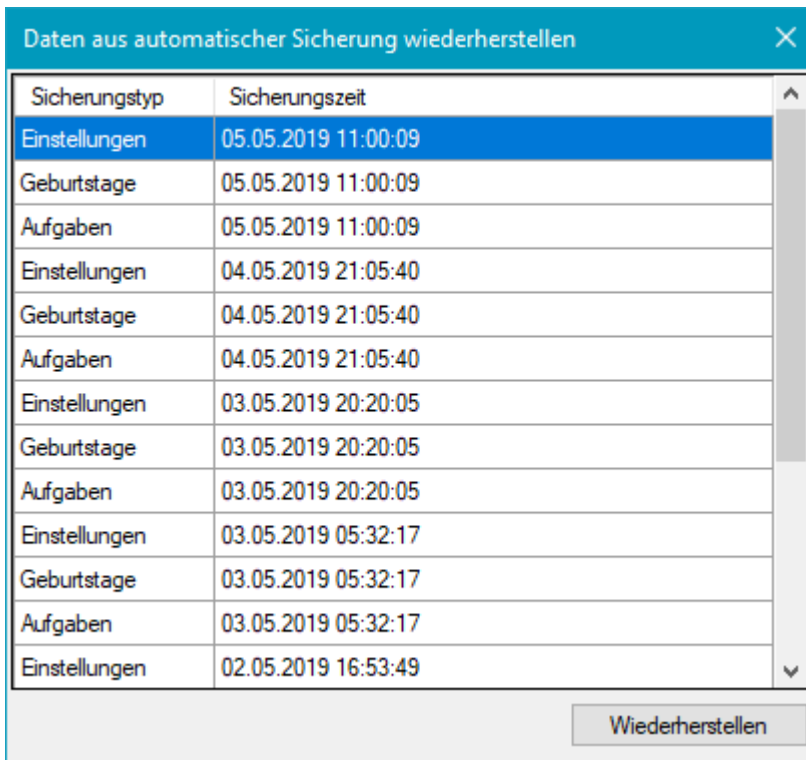 Daten aus automatischer Sicherung wiederherstellen
Sicherungstyp Sicherungszeit
Einstellungen 05.05.2019 11:00:09
Geburtstage 05.05.2019 11:00:09
Aufgaben 05.05.2019 11:00:09
Einstellungen 04.05.2019 21:05:40
Geburtstage 04.05.2019 21:05:40
Aufgaben 04.05.2019 21:05:40
Einstellungen 03.05.2019 20:20:05
Geburtstage 03.05.2019 20:20:05
Aufgaben 03.05.2019 20:20:05
Einstellungen 03.05.2019 05:32:17
Geburtstage 03.05.2019 05:32:17
Aufgaben 03.05.2019 05:32:17
Einstellungen 02.05.2019 16:53:49
Wiederherstellen